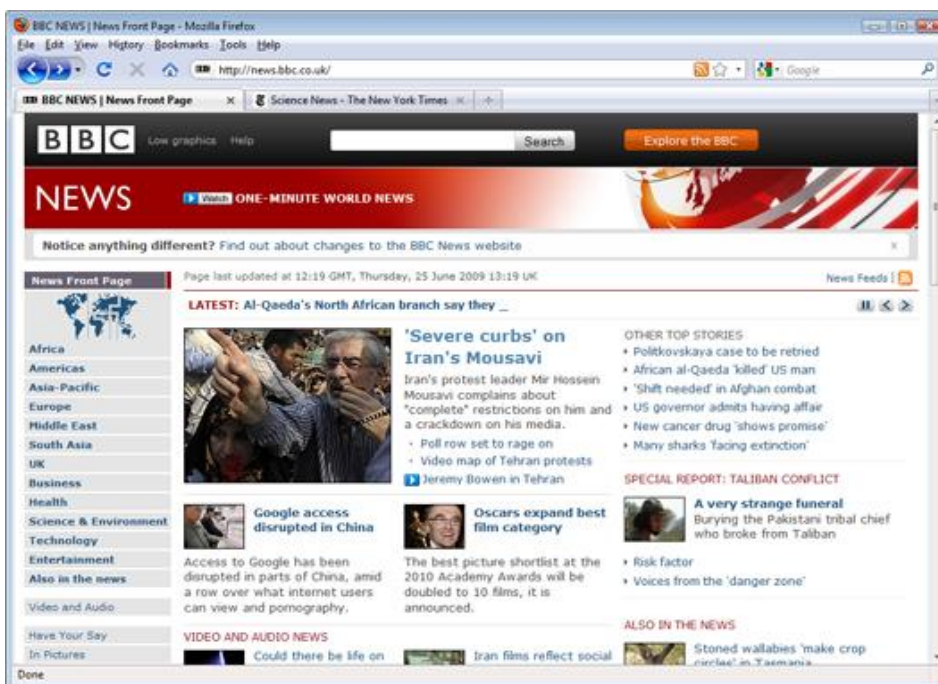 BBC NEWS | News Front Page - Mozilla Firefox
File Edit View History Bookmarks Tools Help
http://news.bbc.co.uk/
Google
BBC NEWS | News Front Page
Science News - The New York Times
BBC
Low graphics Help
Search
Explore the BBC
NEWS
Watch ONE-MINUTE WORLD NEWS
Notice anything different? Find out about changes to the BBC News website
News Front Page
Africa
Americas
Asia-Pacific
Europe
Middle East
South Asia
UK
Business
Health
Science & Environment
Technology
Entertainment
Also in the news
Video and Audio
Have Your Say
In Pictures
Page last updated at 12:19 GMT, Thursday, 25 June 2009 13:19 UK
News Feeds |
LATEST: Al-Qaeda's North African branch say they _
'Severe curbs' on
Iran's Mousavi
Iran's protest leader Mir Hossein
Mousavi complains about
"complete" restrictions on him and
a crackdown on his media.
Poll row set to rage on
Video map of Tehran protests
Jeremy Bowen in Tehran
Google access
disrupted in China
Access to Google has been
disrupted in parts of China, amid
a row over what internet users
can view and pornography.
Oscars expand best
film category
The best picture shortlist at the
2010 Academy Awards will be
doubled to 10 films, it is
announced.
VIDEO AND AUDIO NEWS
Could there be life on
Iran films reflect social
OTHER TOP STORIES
Politkovskaya case to be retried
African al-Qaeda 'killed' US man
'Shift needed' in Afghan combat
US governor admits having affair
New cancer drug 'shows promise'
Many sharks 'facing extinction'
SPECIAL REPORT: TALIBAN CONFLICT
A very strange funeral
Burying the Pakistani tribal chief
who broke from Taliban
Risk factor
Voices from the 'danger zone'
ALSO IN THE NEWS
Stoned wallabies 'make crop
circles' in Tasmania
Done